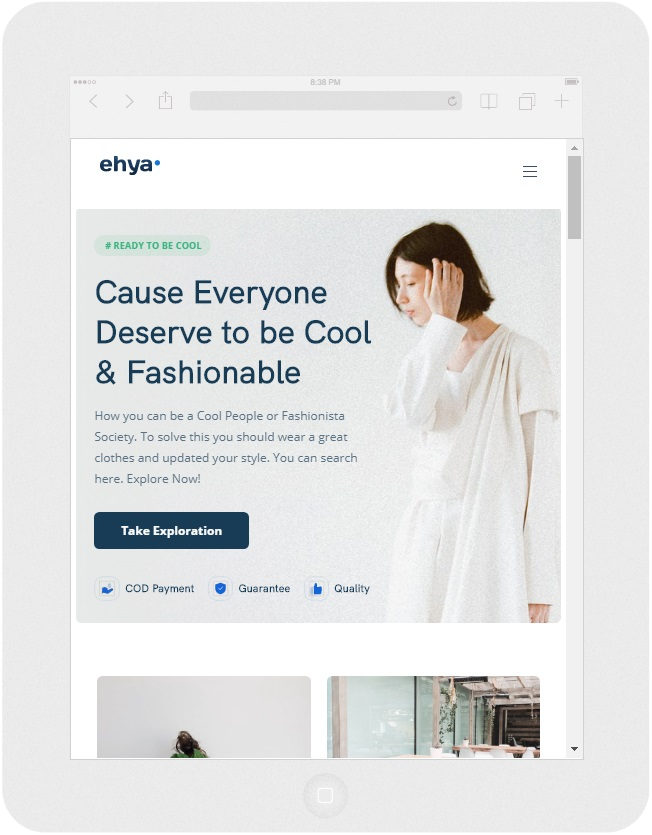 8:38 PM
ehya
# READY TO BE COOL
Cause Everyone
Deserve to be Cool
& Fashionable
How you can be a Cool People or Fashionista
Society. To solve this you should wear a great
clothes and updated your style. You can search
here. Explore Now!
Take Exploration
COD Payment Guarantee Quality